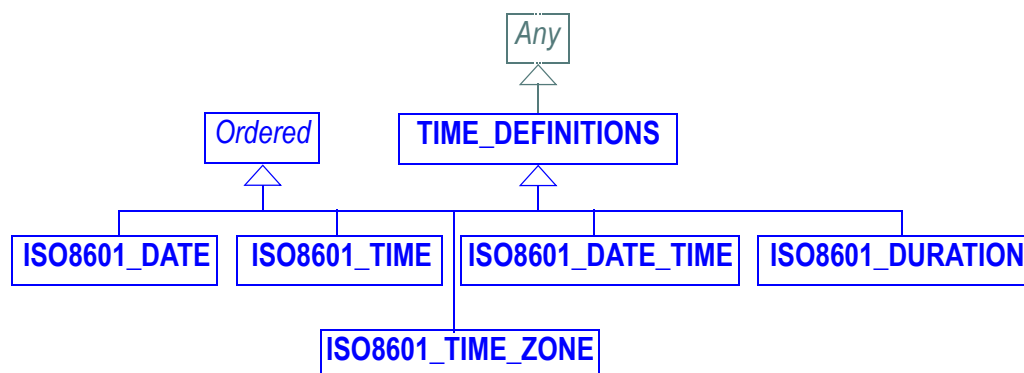 Any
Ordered
TIME_DEFINITIONS
ISO8601_DATE
ISO8601_TIME
ISO8601_DATE_TIME
ISO8601_DURATION
ISO8601_TIME_ZONE